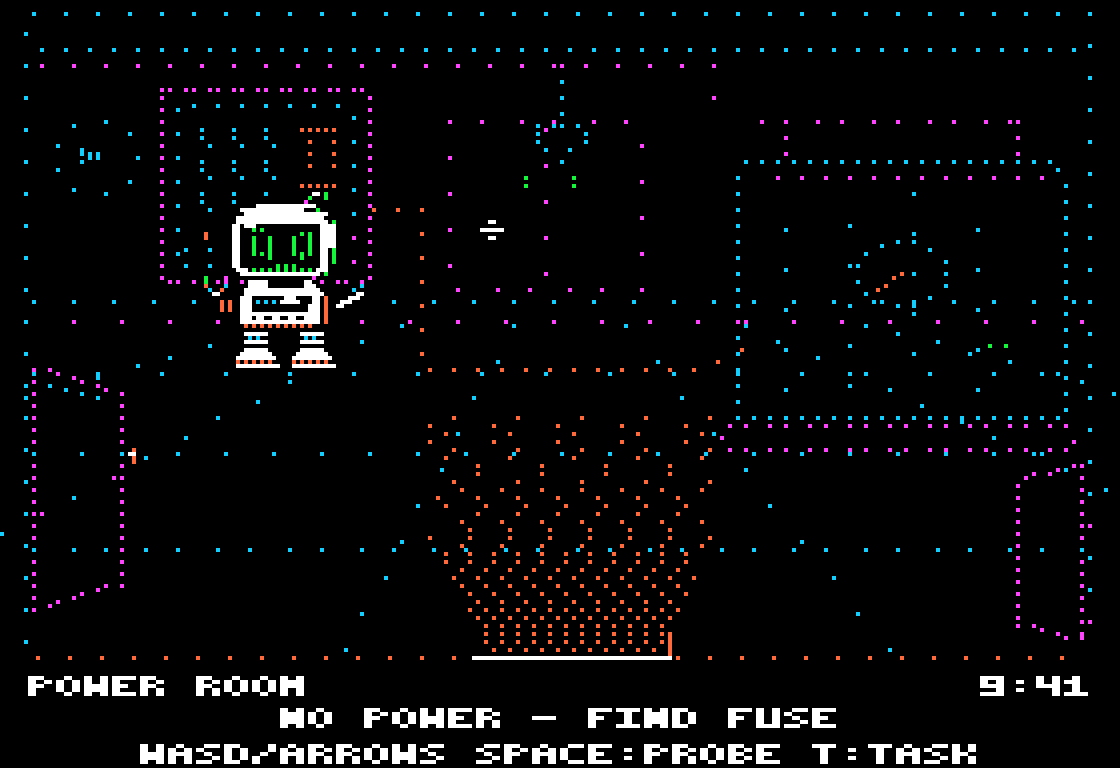 POWER ROOM 9:41
NO POWER - FIND FUSE
WASD/ARROWS SPACE:PROBE T:TASK